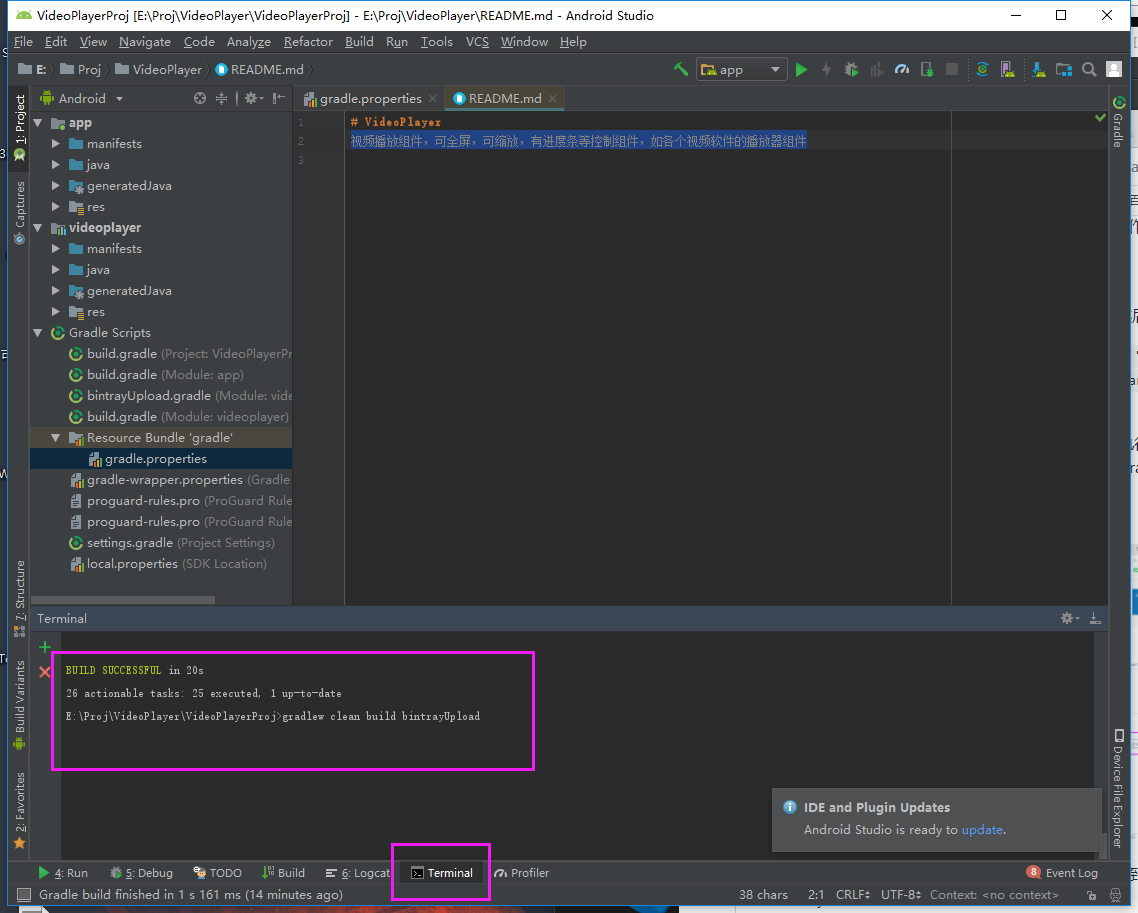 VideoPlayerProj [E:\Proj\VideoPlayer\VideoPlayerProj] - E:\Proj\VideoPlayer\README.md - Android Studio
File Edit View Navigate Code Analyze Refactor Build Run Tools VCS Window Help
E: Proj VideoPlayer README.md app
1: Project
Captures
7: Structure
Build Variants
2: Favorites
Android
app
manifests
java
generatedJava
res
videoplayer
manifests
java
generatedJava
res
Gradle Scripts
build.gradle (Project: VideoPlayerPr
build.gradle (Module: app)
bintrayUpload.gradle (Module: vide
build.gradle (Module: videoplayer)
Resource Bundle 'gradle'
gradle.properties
gradle-wrapper.properties (Gradle
proguard-rules.pro (ProGuard Rule
proguard-rules.pro (ProGuard Rule
settings.gradle (Project Settings)
local.properties (SDK Location)
gradle.properties README.md
1 # VideoPlayer
2 视频播放组件，可全屏，可缩放，有进度条等控制组件，如各个视频软件的播放器组件
3
Gradle
Device File Explorer
Terminal
BUILD SUCCESSFUL in 20s
26 actionable tasks: 25 executed, 1 up-to-date
E:\Proj\VideoPlayer\VideoPlayerProj>gradlew clean build bintrayUpload
IDE and Plugin Updates
Android Studio is ready to update.
4: Run 5: Debug TODO Build 6: Logcat Terminal Profiler 8 Event Log
Gradle build finished in 1 s 161 ms (14 minutes ago) 38 chars 2:1 CRLF UTF-8 Context: <no context>